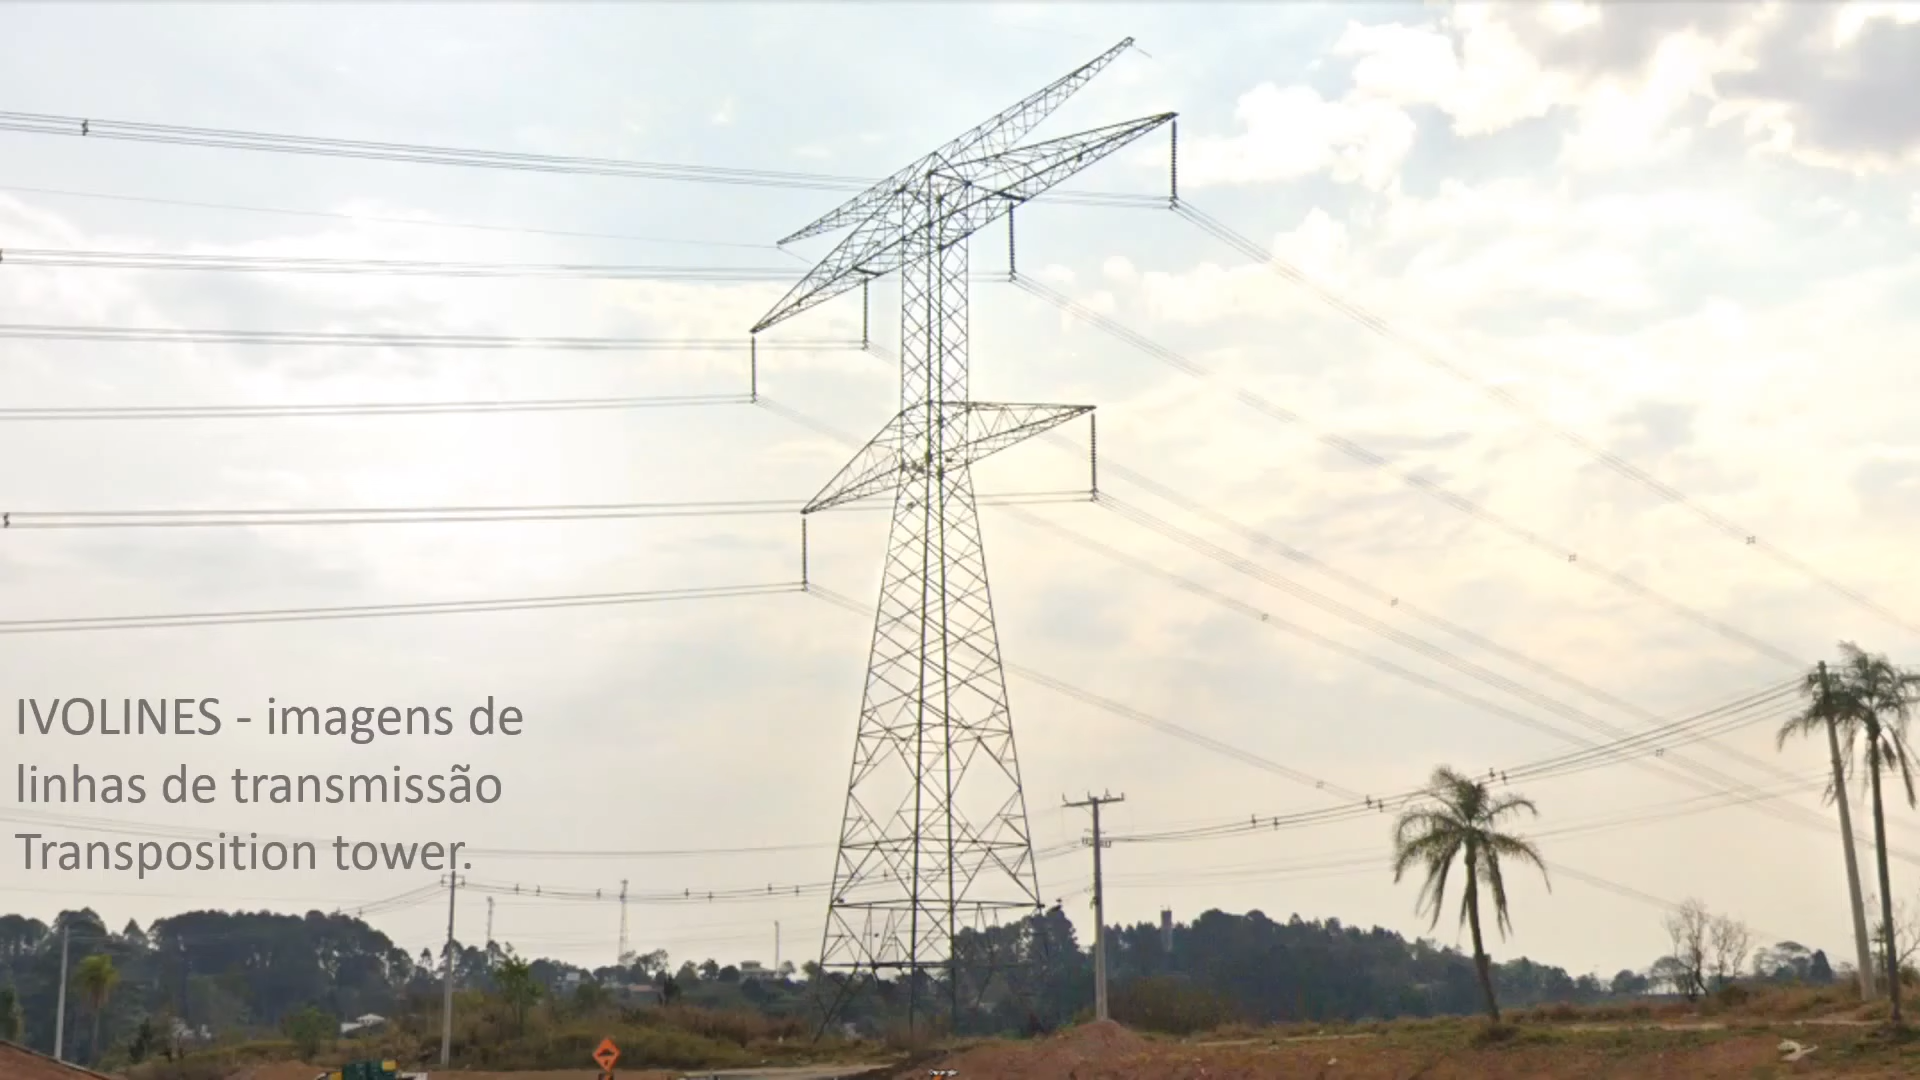 IVOLINES - imagens de
linhas de transmissão
Transposition tower.